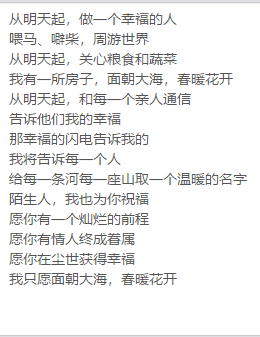 从明天起，做一个幸福的人
喂马、噼柴，周游世界
从明天起，关心粮食和蔬菜
我有一所房子，面朝大海，春暖花开
从明天起，和每一个亲人通信
告诉他们我的幸福
那幸福的闪电告诉我的
我将告诉每一个人
给每一条河每一座山取一个温暖的名字
陌生人，我也为你祝福
愿你有一个灿烂的前程
愿你有情人终成眷属
愿你在尘世获得幸福
我只愿面朝大海，春暖花开